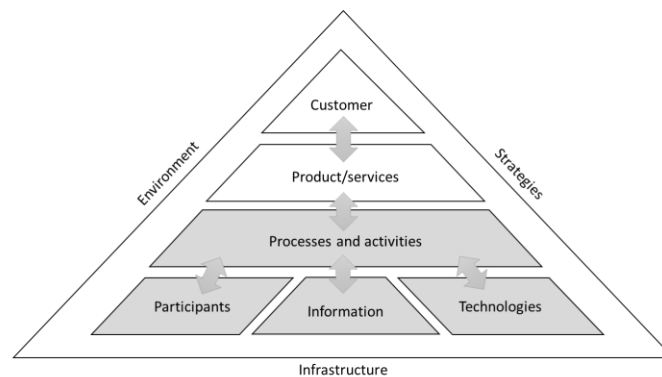 Customer
Environment
Strategies
Product/services
Processes and activities
Participants
Information
Technologies
Infrastructure